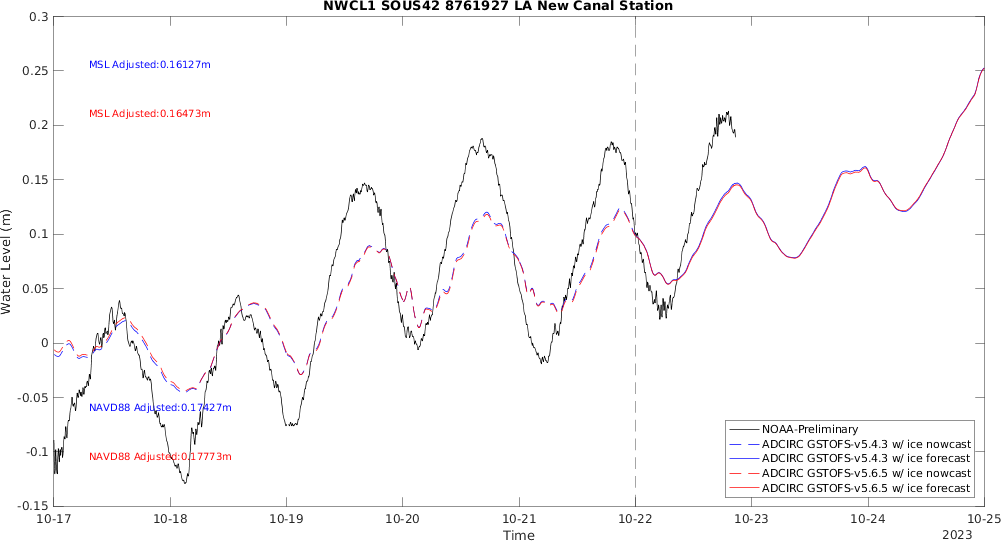 NWCL1 SOUS42 8761927 LA New Canal Station
0.3
0.25
0.2
0.15
0.1
0.05
0
-0.05
-0.1
-0.15
Water Level (m)
MSL Adjusted:0.16127m
MSL Adjusted:0.16473m
NAVD88 Adjusted:0.17427m
NAVD88 Adjusted:0.17773m
NOAA-Preliminary
ADCIRC GSTOFS-v5.4.3 w/ ice nowcast
ADCIRC GSTOFS-v5.4.3 w/ ice forecast
ADCIRC GSTOFS-v5.6.5 w/ ice nowcast
ADCIRC GSTOFS-v5.6.5 w/ ice forecast
10-17 10-18 10-19 10-20 10-21 10-22 10-23 10-24 10-25
Time
2023